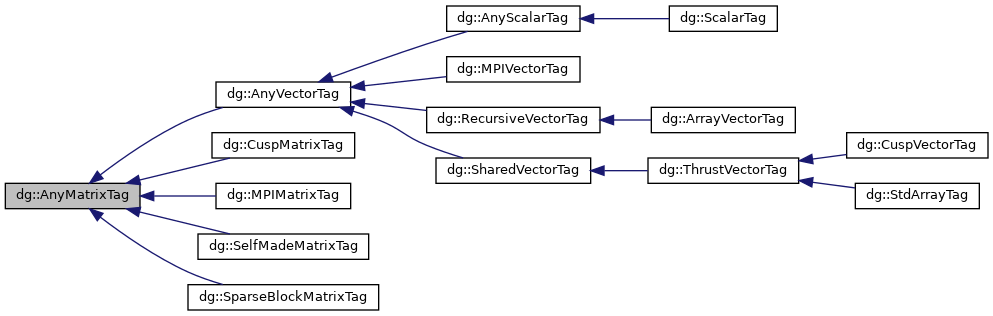 dg::AnyScalarTag
dg::ScalarTag
dg::MPIVectorTag
dg::AnyVectorTag
dg::RecursiveVectorTag
dg::ArrayVectorTag
dg::CuspMatrixTag
dg::CuspVectorTag
dg::SharedVectorTag
dg::ThrustVectorTag
dg::AnyMatrixTag
dg::MPIMatrixTag
dg::StdArrayTag
dg::SelfMadeMatrixTag
dg::SparseBlockMatrixTag